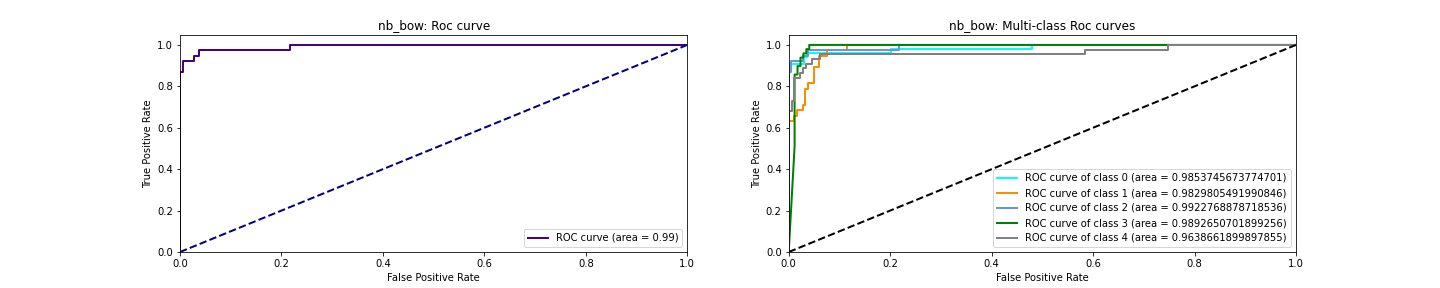 nb_bow: Roc curve
1.0
0.8
0.6
0.4
0.2
0.0
True Positive Rate
0.0 0.2 0.4 0.6 0.8 1.0
False Positive Rate
ROC curve (area = 0.99)
nb_bow: Multi-class Roc curves
1.0
0.8
0.6
0.4
0.2
0.0
True Positive Rate
0.0 0.2 0.4 0.6 0.8 1.0
False Positive Rate
ROC curve of class 0 (area = 0.9853745673774701)
ROC curve of class 1 (area = 0.9829805491990846)
ROC curve of class 2 (area = 0.9922768878718536)
ROC curve of class 3 (area = 0.9892650701899256)
ROC curve of class 4 (area = 0.9638661899897855)